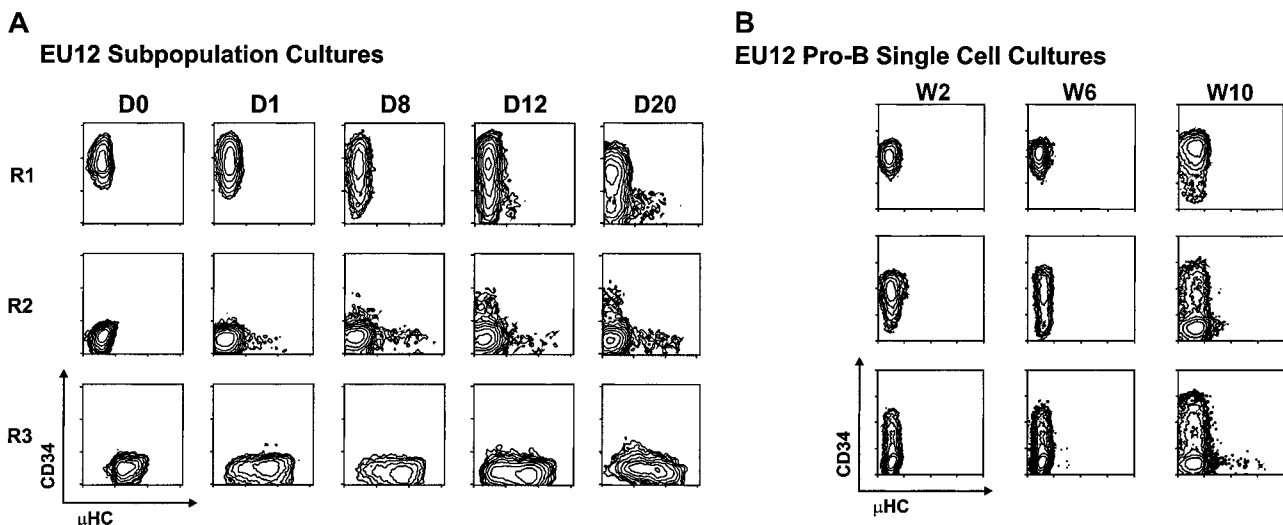 A
EU12 Subpopulation Cultures
D0 D1 D8 D12 D20
R1
R2
R3
CD34
μHC
B
EU12 Pro-B Single Cell Cultures
W2 W6 W10
CD34
μHC